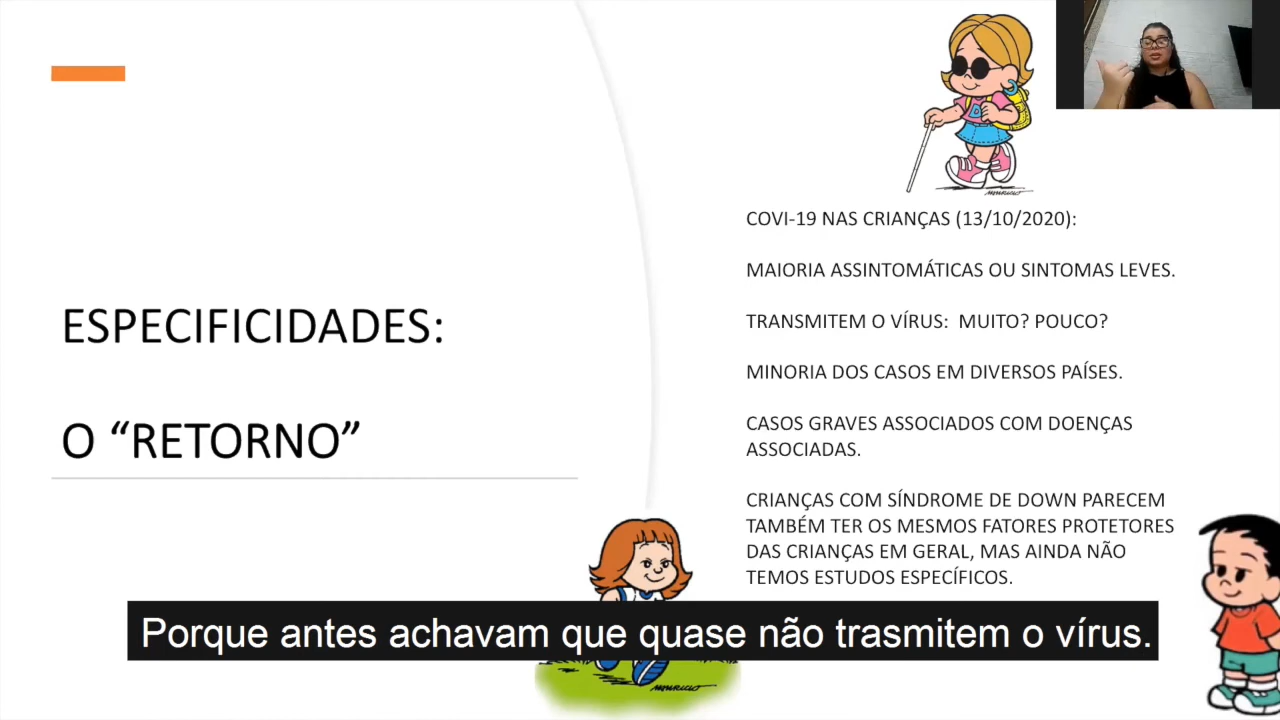 ESPECIFICIDADES:
O “RETORNO”
COVI-19 NAS CRIANÇAS (13/10/2020):
MAIORIA ASSINTOMÁTICAS OU SINTOMAS LEVES.
TRANSMITEM O VÍRUS:  MUITO? POUCO?
MINORIA DOS CASOS EM DIVERSOS PAÍSES.
CASOS GRAVES ASSOCIADOS COM DOENÇAS
ASSOCIADAS.
CRIANÇAS COM SÍNDROME DE DOWN PARECEM
TAMBÉM TER OS MESMOS FATORES PROTETORES
DAS CRIANÇAS EM GERAL, MAS AINDA NÃO
TEMOS ESTUDOS ESPECÍFICOS.
Porque antes achavam que quase não trasmitem o vírus.
MAURICIO
MAURICIO